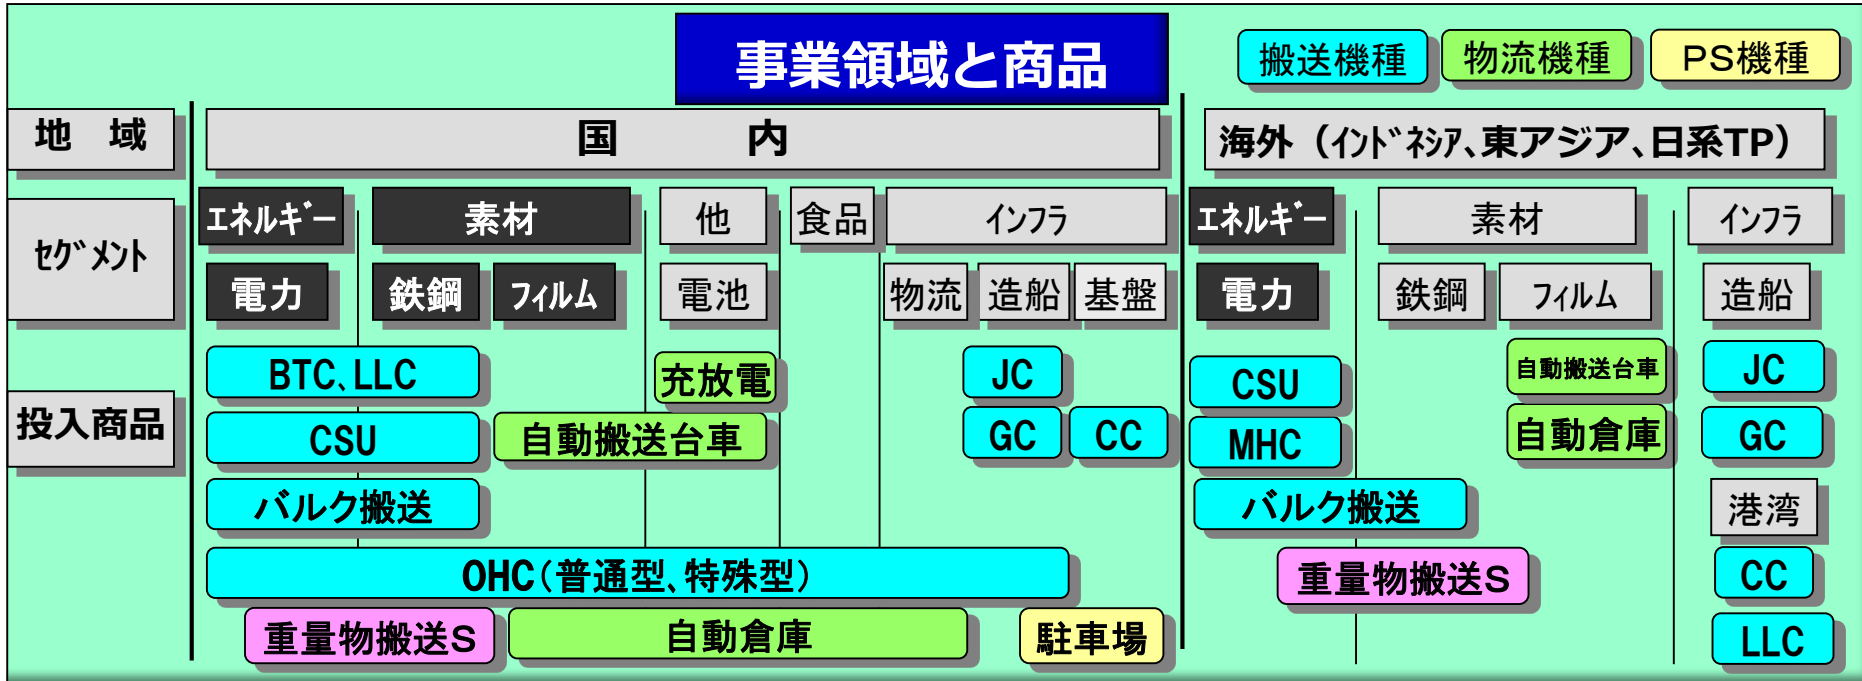 事業領域と商品
搬送機種 物流機種 PS機種
地 域 国 内 海外（インドネシア、東アジア、日系TP）
セグメント
エネルギー 素材 他 食品 インフラ エネルギー 素材 インフラ
電力 鉄鋼 フィルム 電池 物流 造船 基盤 電力 鉄鋼 フィルム 造船
投入商品
BTC、LLC 充放電 JC CSU 自動搬送台車 JC
CSU 自動搬送台車 GC CC MHC 自動倉庫 GC
バルク搬送 バルク搬送 港湾
OHC（普通型、特殊型） 重量物搬送S CC
重量物搬送S 自動倉庫 駐車場 LLC